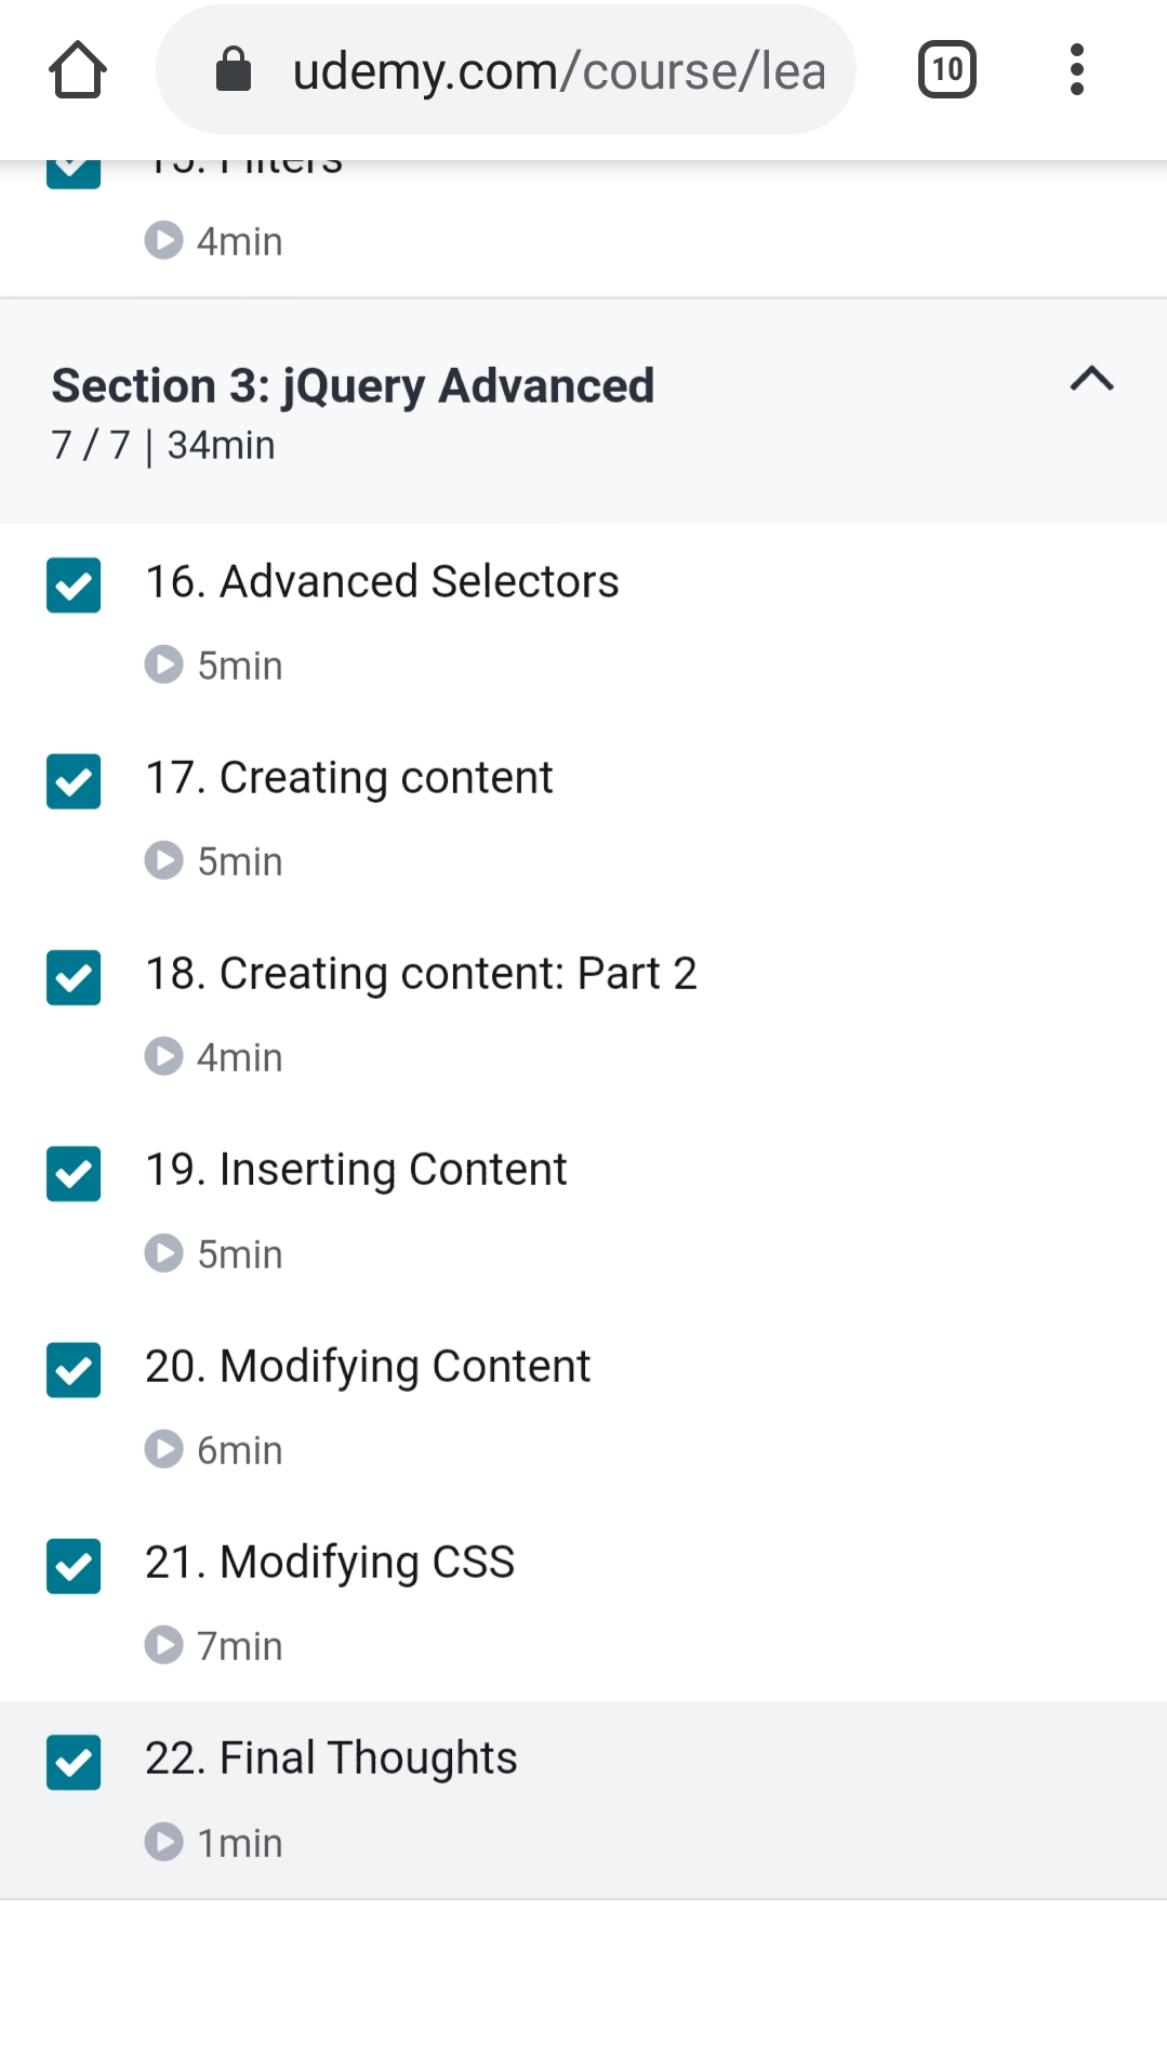 udemy.com/course/lea
10
15. Filters
4min
Section 3: jQuery Advanced
7 / 7 | 34min
16. Advanced Selectors
5min
17. Creating content
5min
18. Creating content: Part 2
4min
19. Inserting Content
5min
20. Modifying Content
6min
21. Modifying CSS
7min
22. Final Thoughts
1min